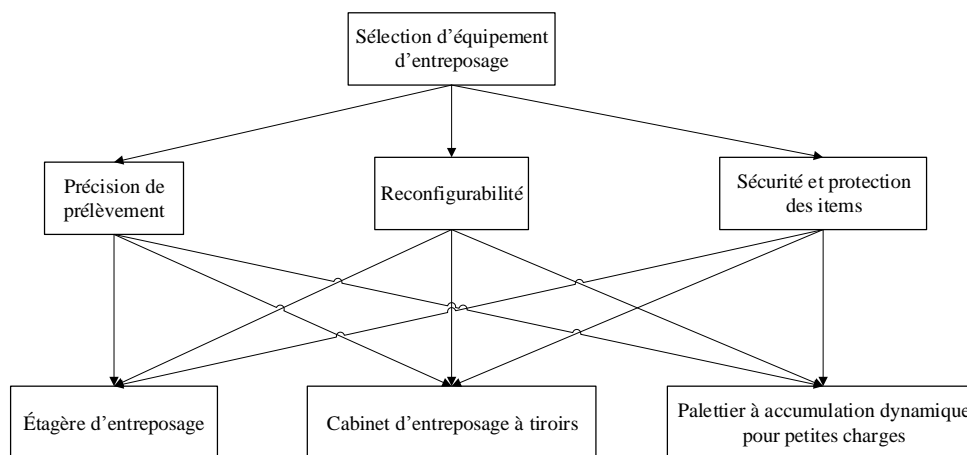 Sélection d’équipement
d’entreposage
Précision de
prélèvement
Reconfigurabilité
Sécurité et protection
des items
Étagère d’entreposage
Cabinet d’entreposage à tiroirs
Palettier à accumulation dynamique
pour petites charges